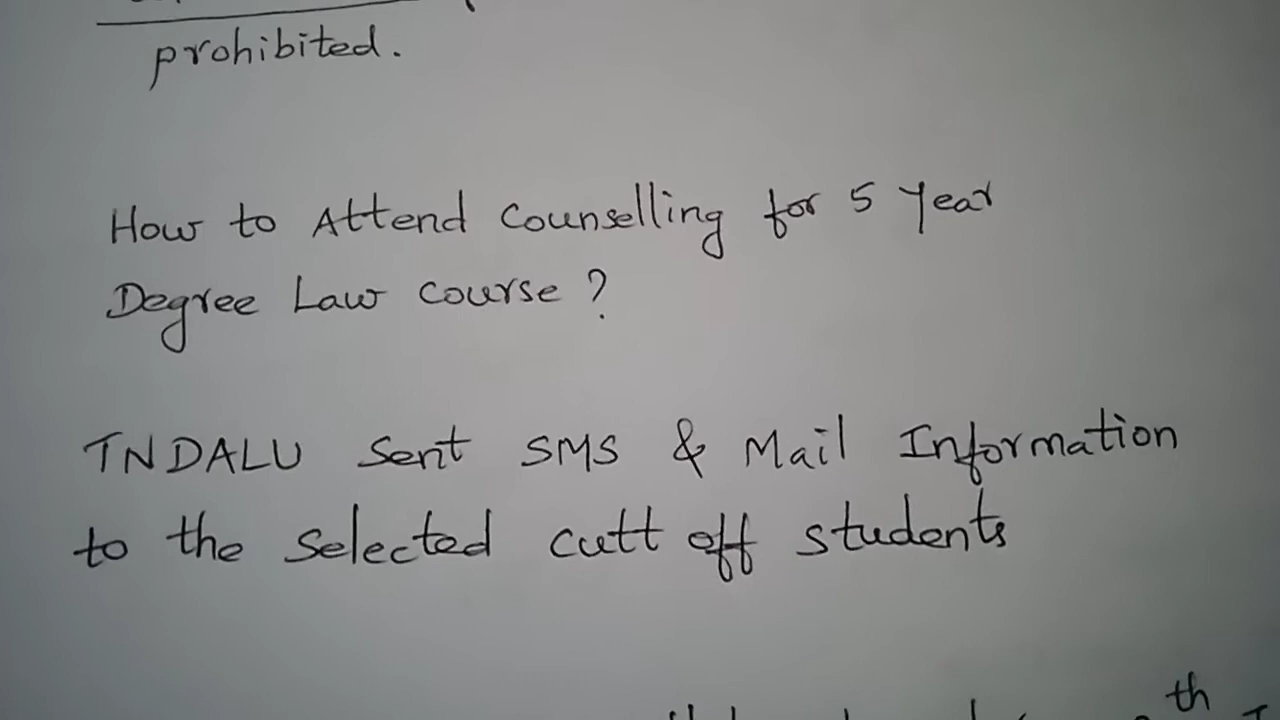 prohibited.
How to Attend Counselling for 5 Year
Degree Law course ?
TNDALU Sent SMS & Mail Information
to the selected cutt off students
th